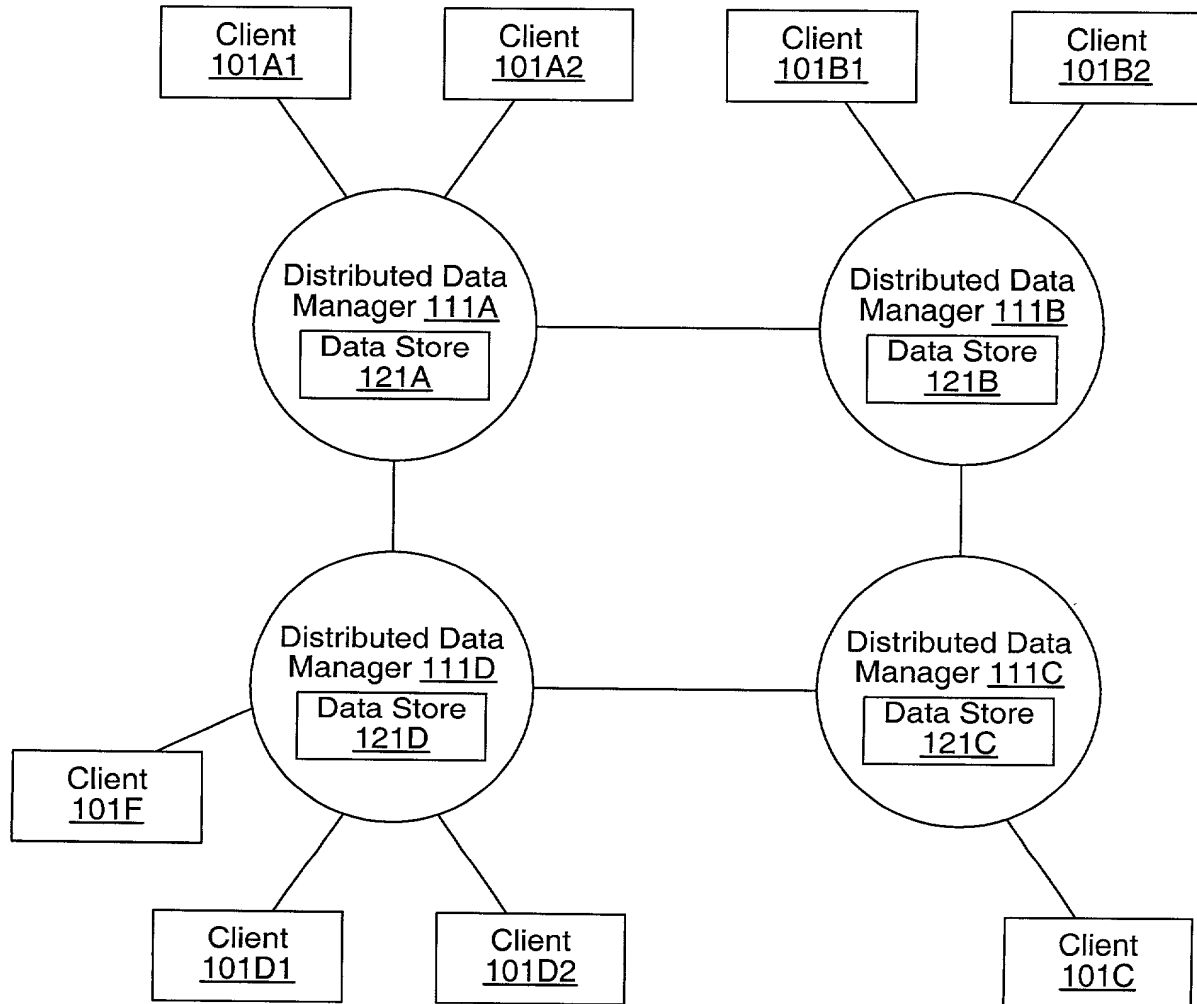 Client
101A1
Client
101A2
Client
101B1
Client
101B2
Distributed Data
Manager 111A
Data Store
121A
Distributed Data
Manager 111B
Data Store
121B
Distributed Data
Manager 111D
Data Store
121D
Distributed Data
Manager 111C
Data Store
121C
Client
101F
Client
101D1
Client
101D2
Client
101C